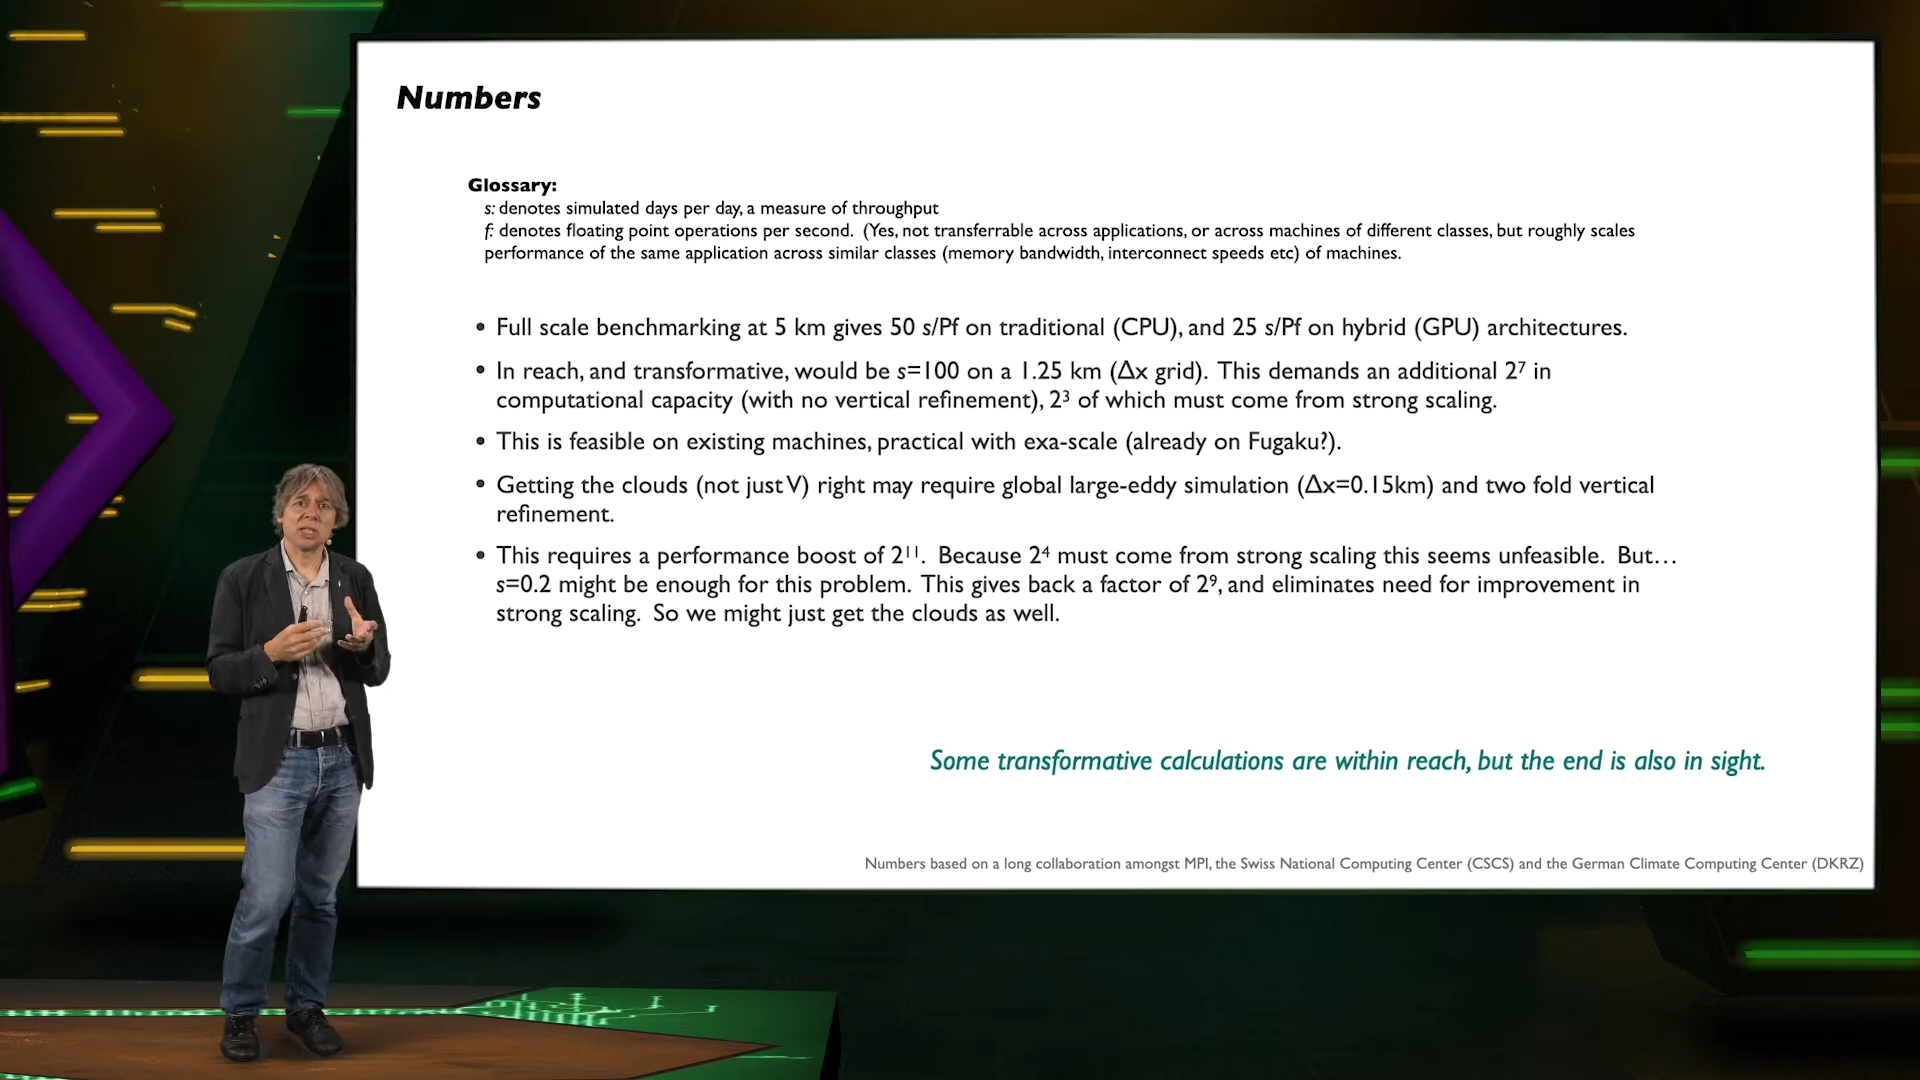 Numbers
Glossary:
s: denotes simulated days per day, a measure of throughput
f: denotes floating point operations per second. (Yes, not transferrable across applications, or across machines of different classes, but roughly scales
performance of the same application across similar classes (memory bandwidth, interconnect speeds etc) of machines.
• Full scale benchmarking at 5 km gives 50 s/Pf on traditional (CPU), and 25 s/Pf on hybrid (GPU) architectures.
• In reach, and transformative, would be s=100 on a 1.25 km (Δx grid). This demands an additional 2⁷ in
computational capacity (with no vertical refinement), 2³ of which must come from strong scaling.
• This is feasible on existing machines, practical with exa-scale (already on Fugaku?).
• Getting the clouds (not just V) right may require global large-eddy simulation (Δx=0.15km) and two fold vertical
refinement.
• This requires a performance boost of 2¹¹. Because 2⁴ must come from strong scaling this seems unfeasible. But…
s=0.2 might be enough for this problem. This gives back a factor of 2⁹, and eliminates need for improvement in
strong scaling. So we might just get the clouds as well.
Some transformative calculations are within reach, but the end is also in sight.
Numbers based on a long collaboration amongst MPI, the Swiss National Computing Center (CSCS) and the German Climate Computing Center (DKRZ)